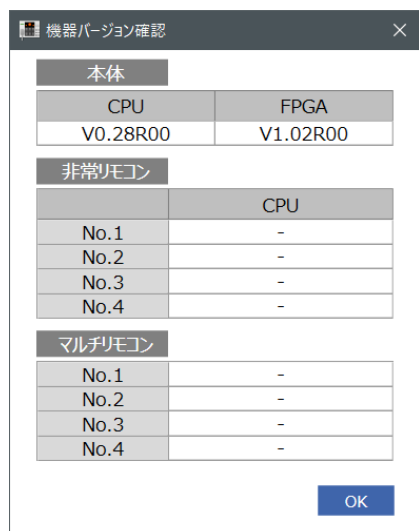 機器バージョン確認
本体
CPU FPGA
V0.28R00 V1.02R00
非常リモコン
CPU
No.1 -
No.2 -
No.3 -
No.4 -
マルチリモコン
No.1 -
No.2 -
No.3 -
No.4 -
OK